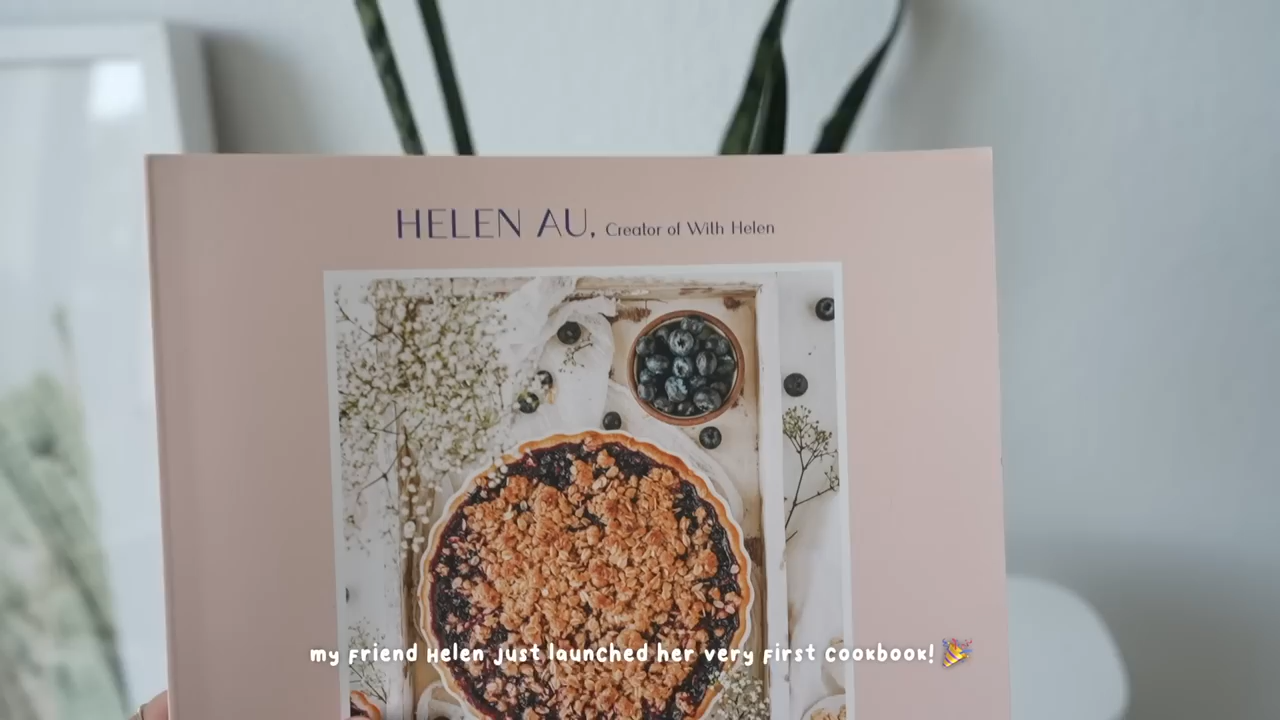 HELEN AU, Creator of With Helen
my friend Helen just launched her very first cookbook! 🎉